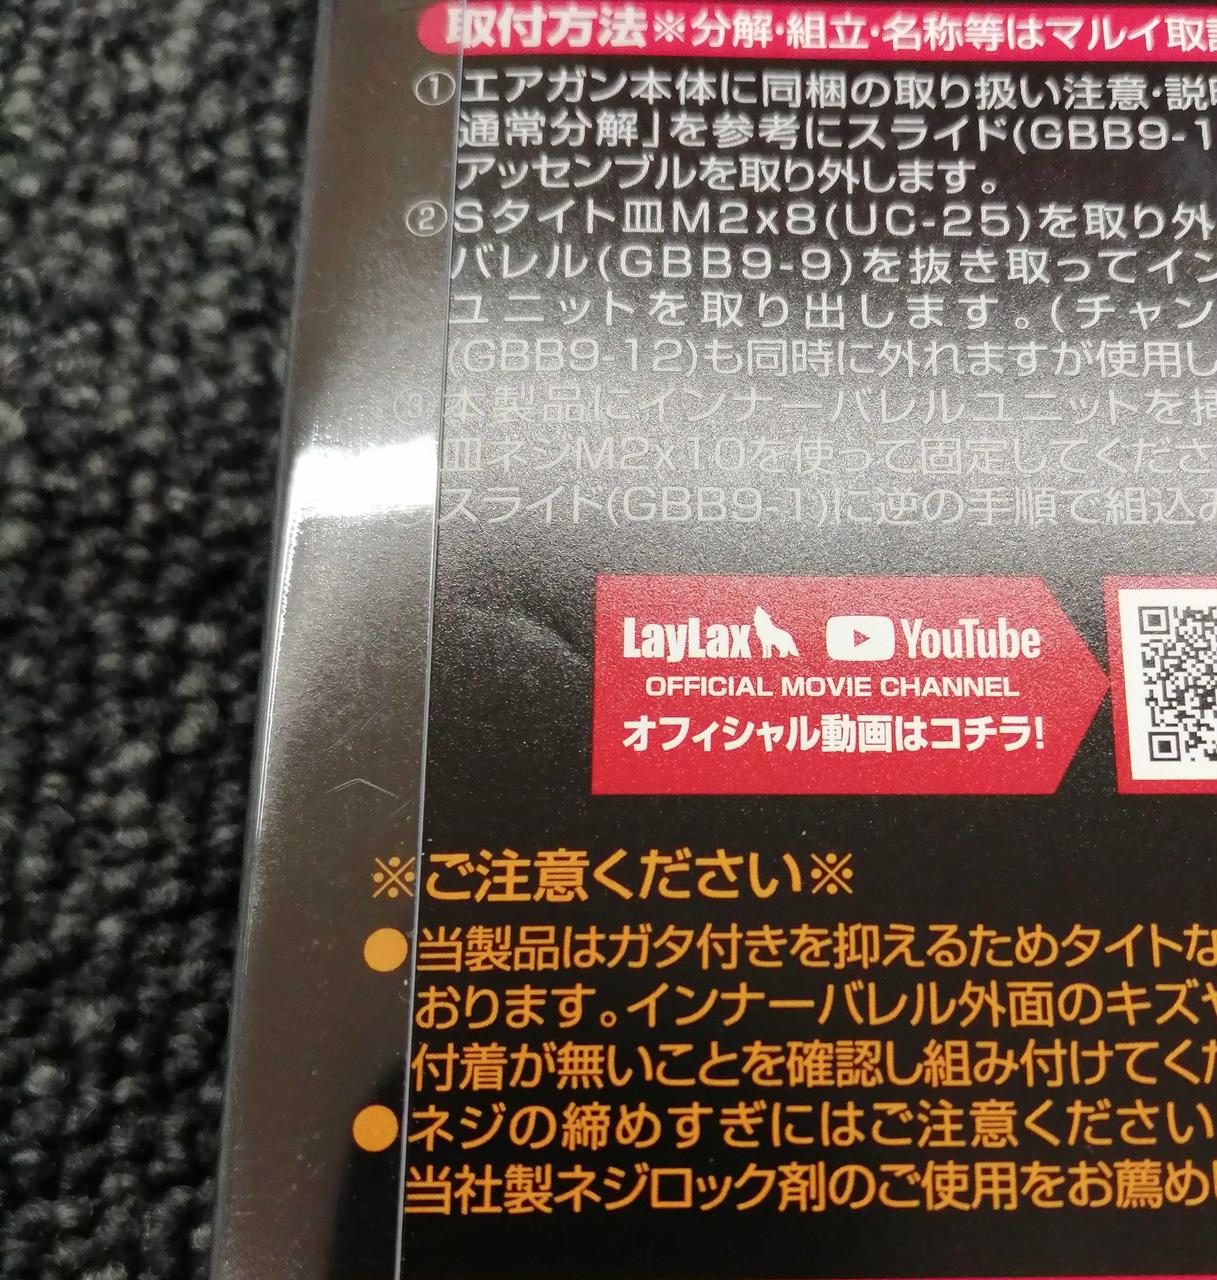 取付方法※分解・組立・名称等はマルイ取説
①エアガン本体に同梱の取り扱い注意・説明
通常分解」を参考にスライド(GBB9-1
アッセンブルを取り外します。
②Sタイト皿M2x8(UC-25)を取り外
バレル(GBB9-9)を抜き取ってイン
ユニットを取り出します。(チャン
(GBB9-12)も同時に外れますが使用し
③本製品にインナーバレルユニットを挿
皿ネジM2x10を使って固定してくださ
スライド(GBB9-1)に逆の手順で組込み
LayLax YouTube
OFFICIAL MOVIE CHANNEL
オフィシャル動画はコチラ!
※ご注意ください※
●当製品はガタ付きを抑えるためタイトな
おります。インナーバレル外面のキズや
付着が無いことを確認し組み付けてくだ
●ネジの締めすぎにはご注意ください
当社製ネジロック剤のご使用をお薦めい